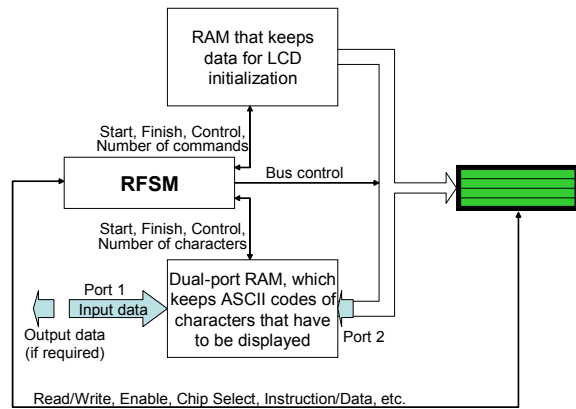 RAM that keeps
data for LCD
initialization
Start, Finish, Control,
Number of commands
RFSM
Bus control
Start, Finish, Control,
Number of characters
Dual-port RAM, which
keeps ASCII codes of
characters that have
to be displayed
Port 1
Input data
Output data
(if required)
Port 2
Read/Write, Enable, Chip Select, Instruction/Data, etc.